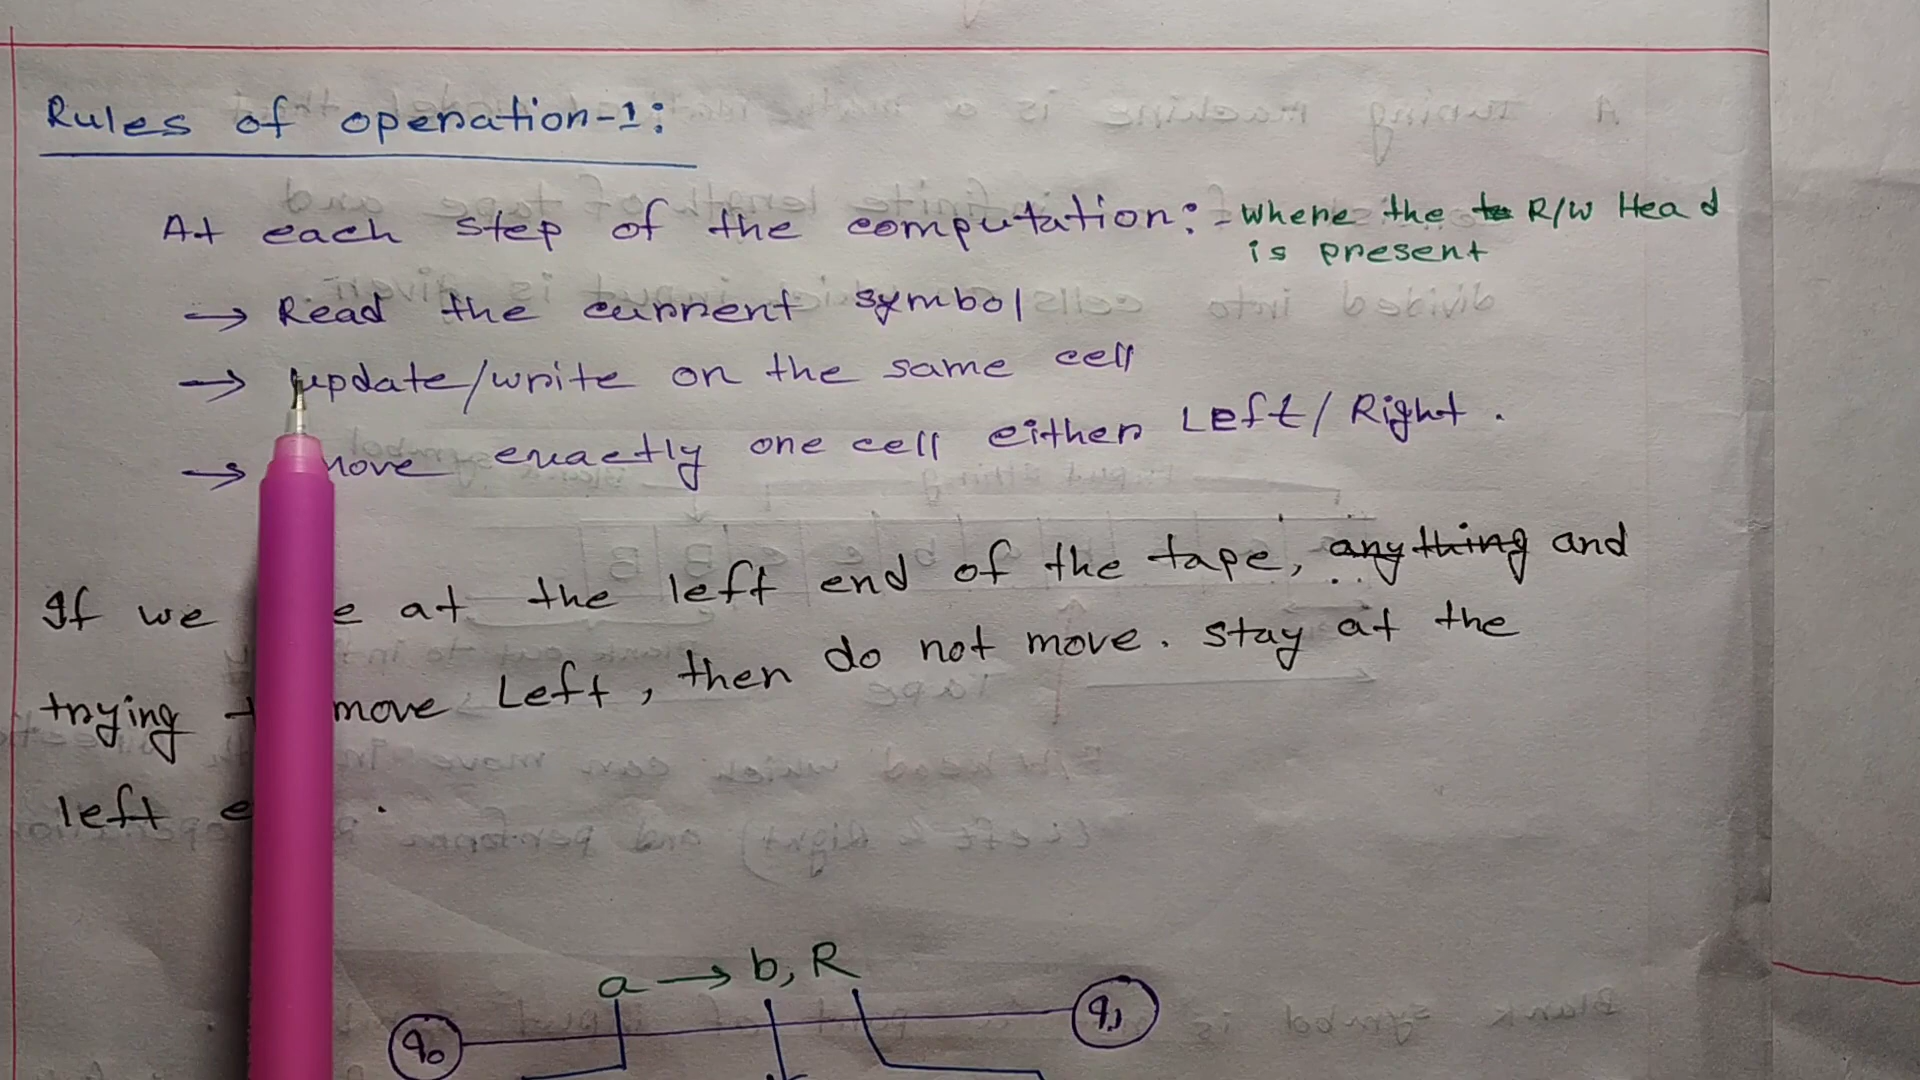 Rules of operation-1:
At each step of the computation: - where the R/W Head
is present
→ Read the current symbol
→ update/write on the same cell
→ move exactly one cell either Left/Right.
If we at the left end of the tape, anything and
trying move Left, then do not move. stay at the
left .
a → b, R
q0 q1